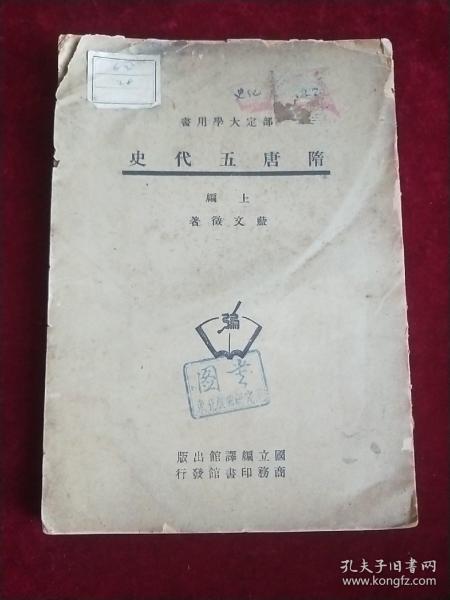 部定大學用書
隋唐五代史
上編
藍文徵著
圖書
國立編譯館出版
商務印書館發行
孔夫子旧书网
www.kongfz.com